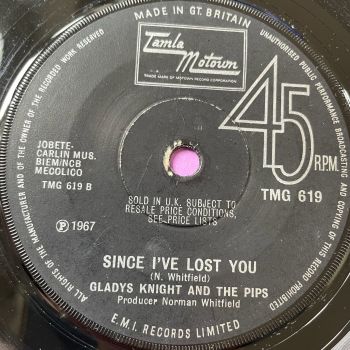 MADE IN GT. BRITAIN
UNAUTHORISED PUBLIC PERFORMANCE BROADCASTING AND COPYING OF THIS RECORD PROHIBITED
ALL RIGHTS OF THE MANUFACTURER AND OF THE OWNER OF THE RECORDED WORK RESERVED
Tamla
Motown
TRADE MARK OF MOTOWN RECORD CORPORATION
45
R.P.M.
JOBETE-
CARLIN MUS.
BIEM/NCB
MECOLICO
TMG 619 B
TMG 619
SOLD IN U.K. SUBJECT TO
RESALE PRICE CONDITIONS,
SEE PRICE LISTS
Ⓟ 1967
SINCE I'VE LOST YOU
(N. Whitfield)
GLADYS KNIGHT AND THE PIPS
Producer Norman Whitfield
E.M.I. RECORDS LIMITED